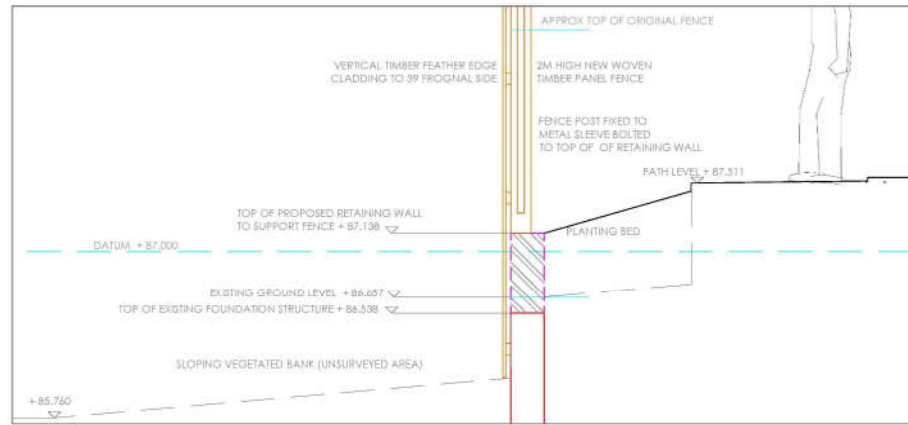 APPROX TOP OF ORIGINAL FENCE
VERTICAL TIMBER FEATHER EDGE
CLADDING TO 39 FROGNAL SIDE
2M HIGH NEW WOVEN
TIMBER PANEL FENCE
FENCE POST FIXED TO
METAL SLEEVE BOLTED
TO TOP OF OF RETAINING WALL
PATH LEVEL + 87.511
TOP OF PROPOSED RETAINING WALL
TO SUPPORT FENCE + 87.138
PLANTING BED
DATUM + 87.000
EXISTING GROUND LEVEL + 86.657
TOP OF EXISTING FOUNDATION STRUCTURE + 86.538
SLOPING VEGETATED BANK (UNSURVEYED AREA)
+ 85.760